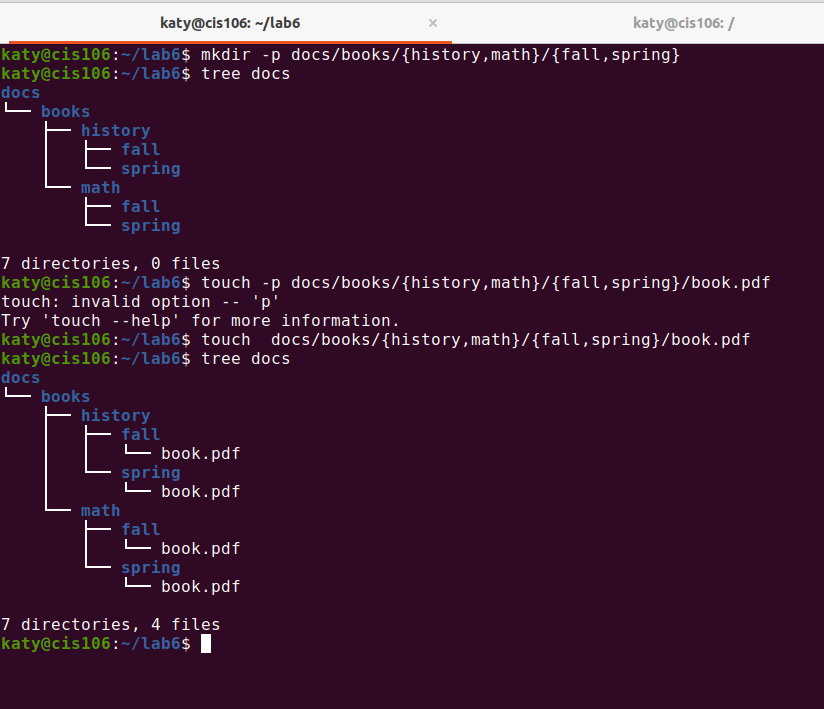 katy@cis106: ~/lab6 × katy@cis106: /
katy@cis106:~/lab6$ mkdir -p docs/books/{history,math}/{fall,spring}
katy@cis106:~/lab6$ tree docs
docs
└── books
    ├── history
    │   ├── fall
    │   └── spring
    └── math
        ├── fall
        └── spring

7 directories, 0 files
katy@cis106:~/lab6$ touch -p docs/books/{history,math}/{fall,spring}/book.pdf
touch: invalid option -- 'p'
Try 'touch --help' for more information.
katy@cis106:~/lab6$ touch  docs/books/{history,math}/{fall,spring}/book.pdf
katy@cis106:~/lab6$ tree docs
docs
└── books
    ├── history
    │   ├── fall
    │   │   └── book.pdf
    │   └── spring
    │       └── book.pdf
    └── math
        ├── fall
        │   └── book.pdf
        └── spring
            └── book.pdf

7 directories, 4 files
katy@cis106:~/lab6$